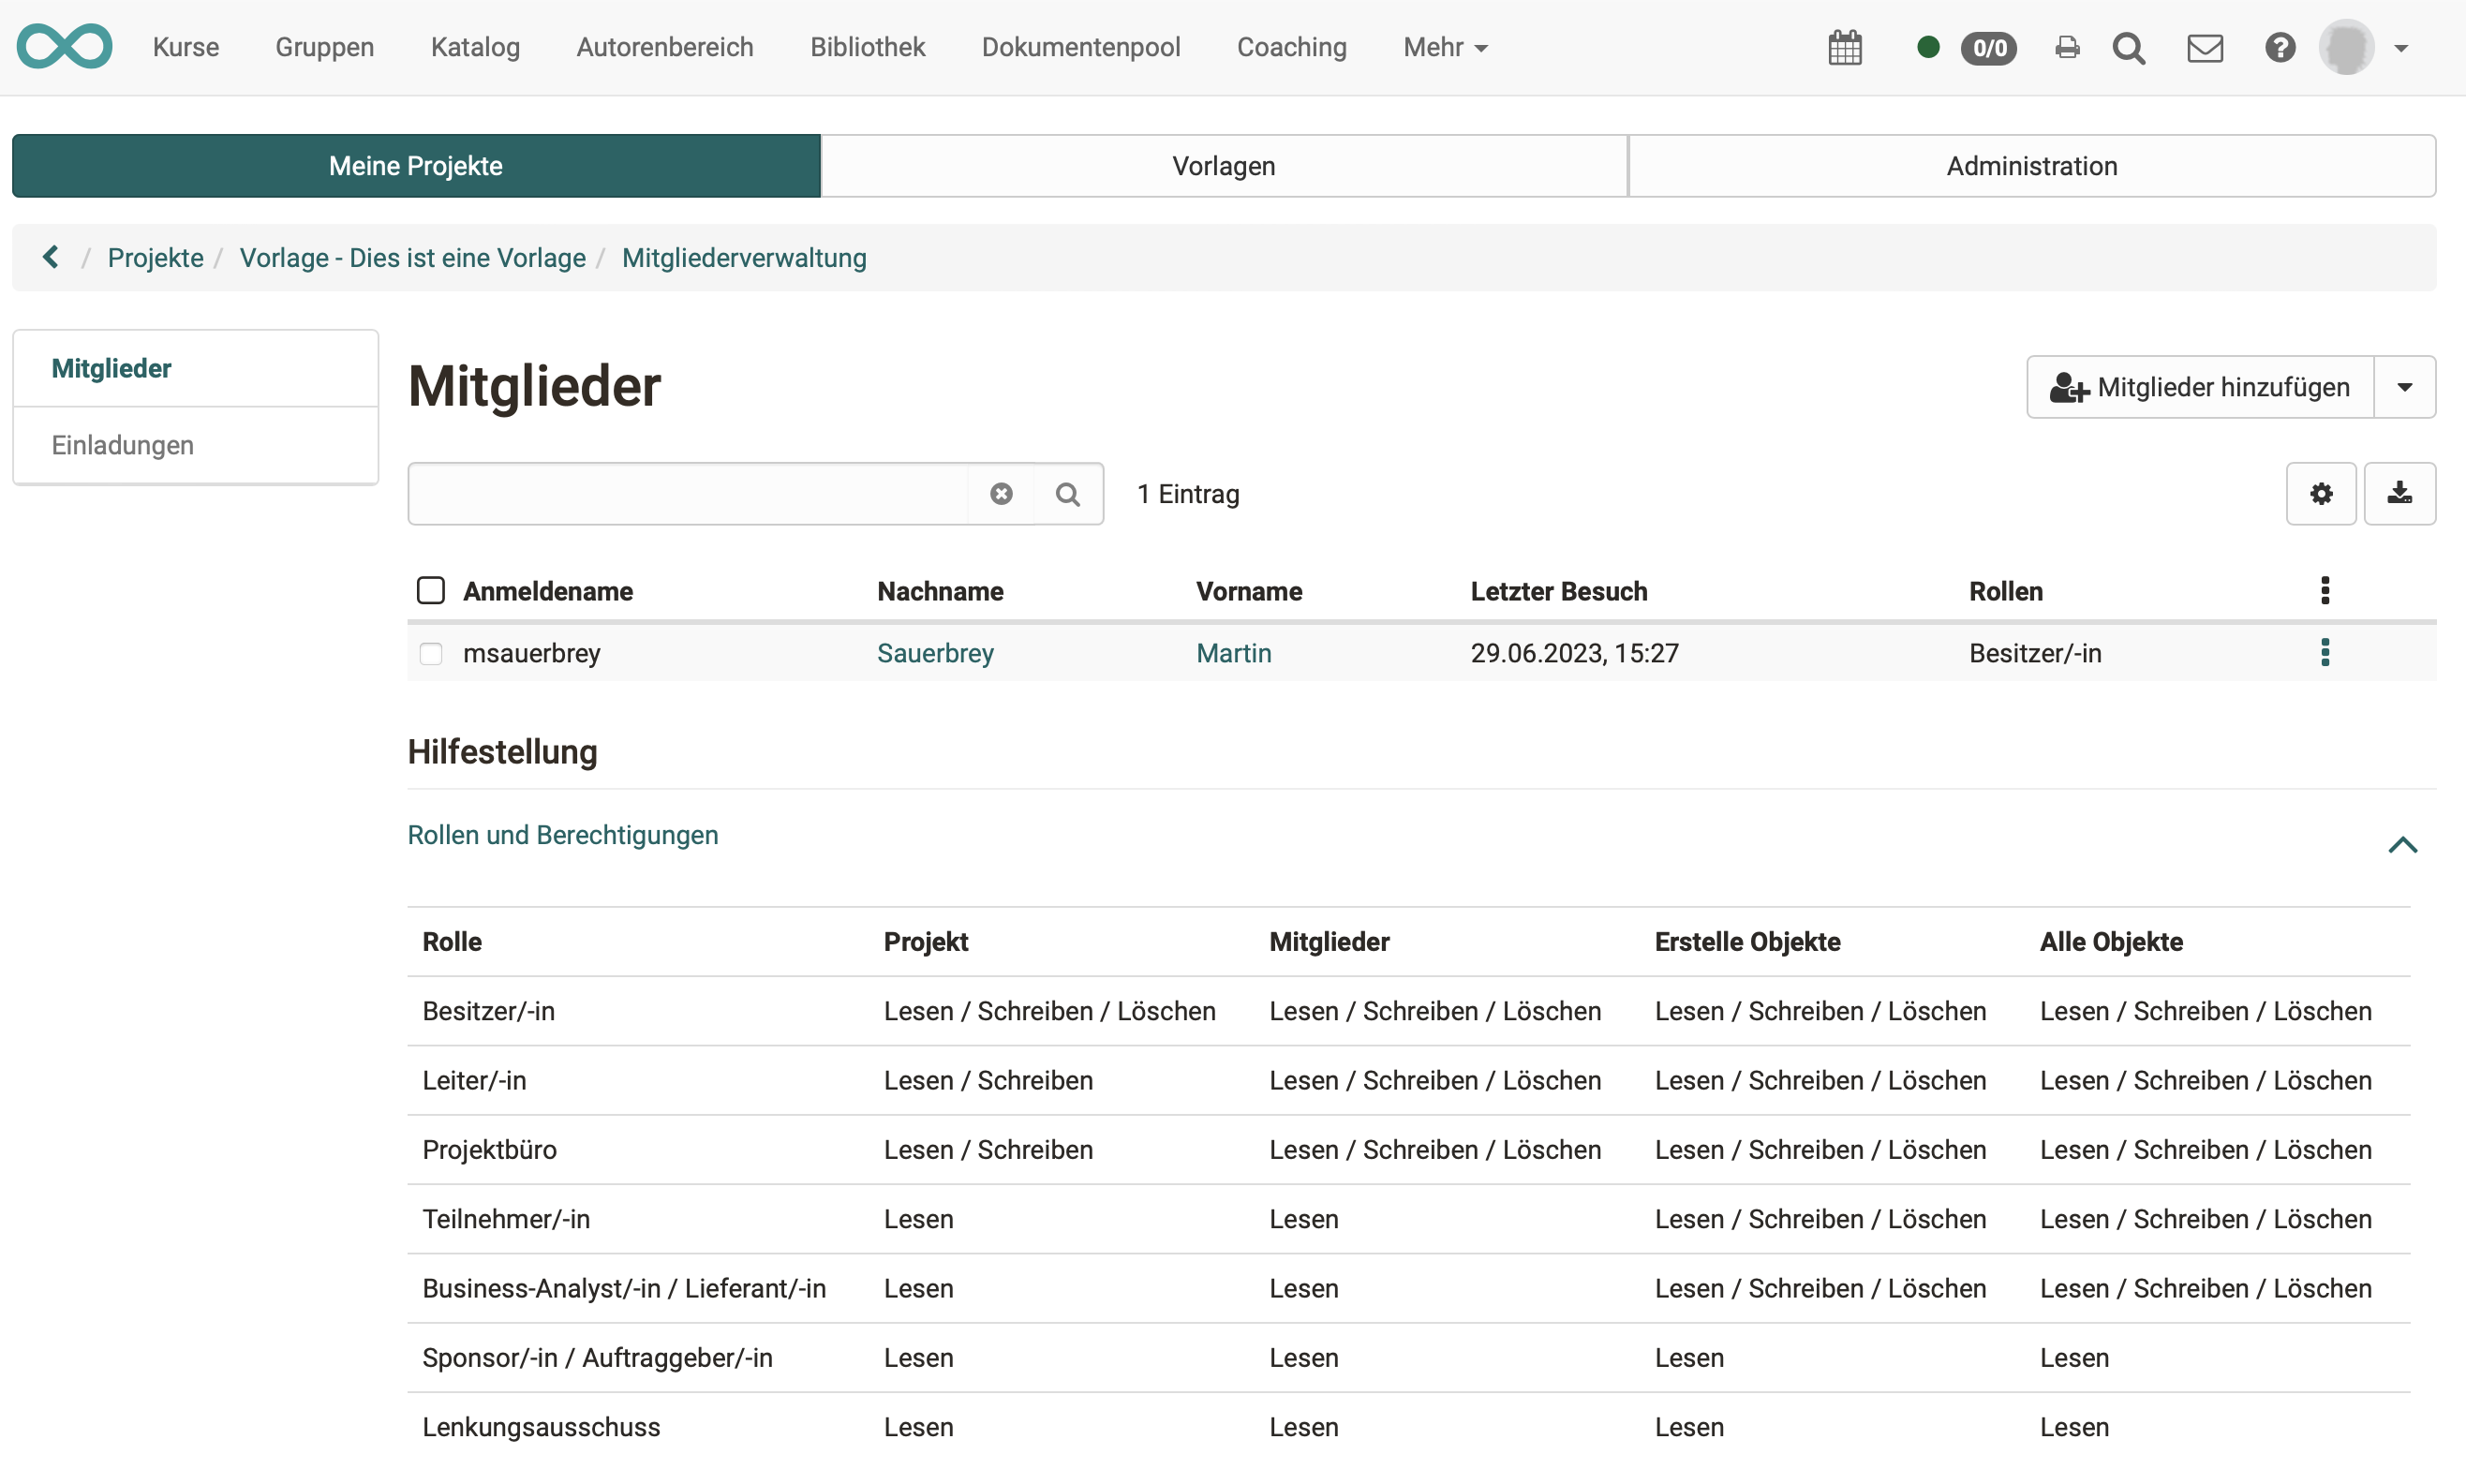 Kurse Gruppen Katalog Autorenbereich Bibliothek Dokumentenpool Coaching Mehr 0/0
Meine Projekte Vorlagen Administration
/ Projekte / Vorlage - Dies ist eine Vorlage / Mitgliederverwaltung
Mitglieder
Einladungen
Mitglieder
Mitglieder hinzufügen
1 Eintrag
Anmeldename Nachname Vorname Letzter Besuch Rollen
msauerbrey Sauerbrey Martin 29.06.2023, 15:27 Besitzer/-in
Hilfestellung
Rollen und Berechtigungen
Rolle Projekt Mitglieder Erstelle Objekte Alle Objekte
Besitzer/-in Lesen / Schreiben / Löschen Lesen / Schreiben / Löschen Lesen / Schreiben / Löschen Lesen / Schreiben / Löschen
Leiter/-in Lesen / Schreiben Lesen / Schreiben / Löschen Lesen / Schreiben / Löschen Lesen / Schreiben / Löschen
Projektbüro Lesen / Schreiben Lesen / Schreiben / Löschen Lesen / Schreiben / Löschen Lesen / Schreiben / Löschen
Teilnehmer/-in Lesen Lesen Lesen / Schreiben / Löschen Lesen / Schreiben / Löschen
Business-Analyst/-in / Lieferant/-in Lesen Lesen Lesen / Schreiben / Löschen Lesen / Schreiben / Löschen
Sponsor/-in / Auftraggeber/-in Lesen Lesen Lesen Lesen
Lenkungsausschuss Lesen Lesen Lesen Lesen